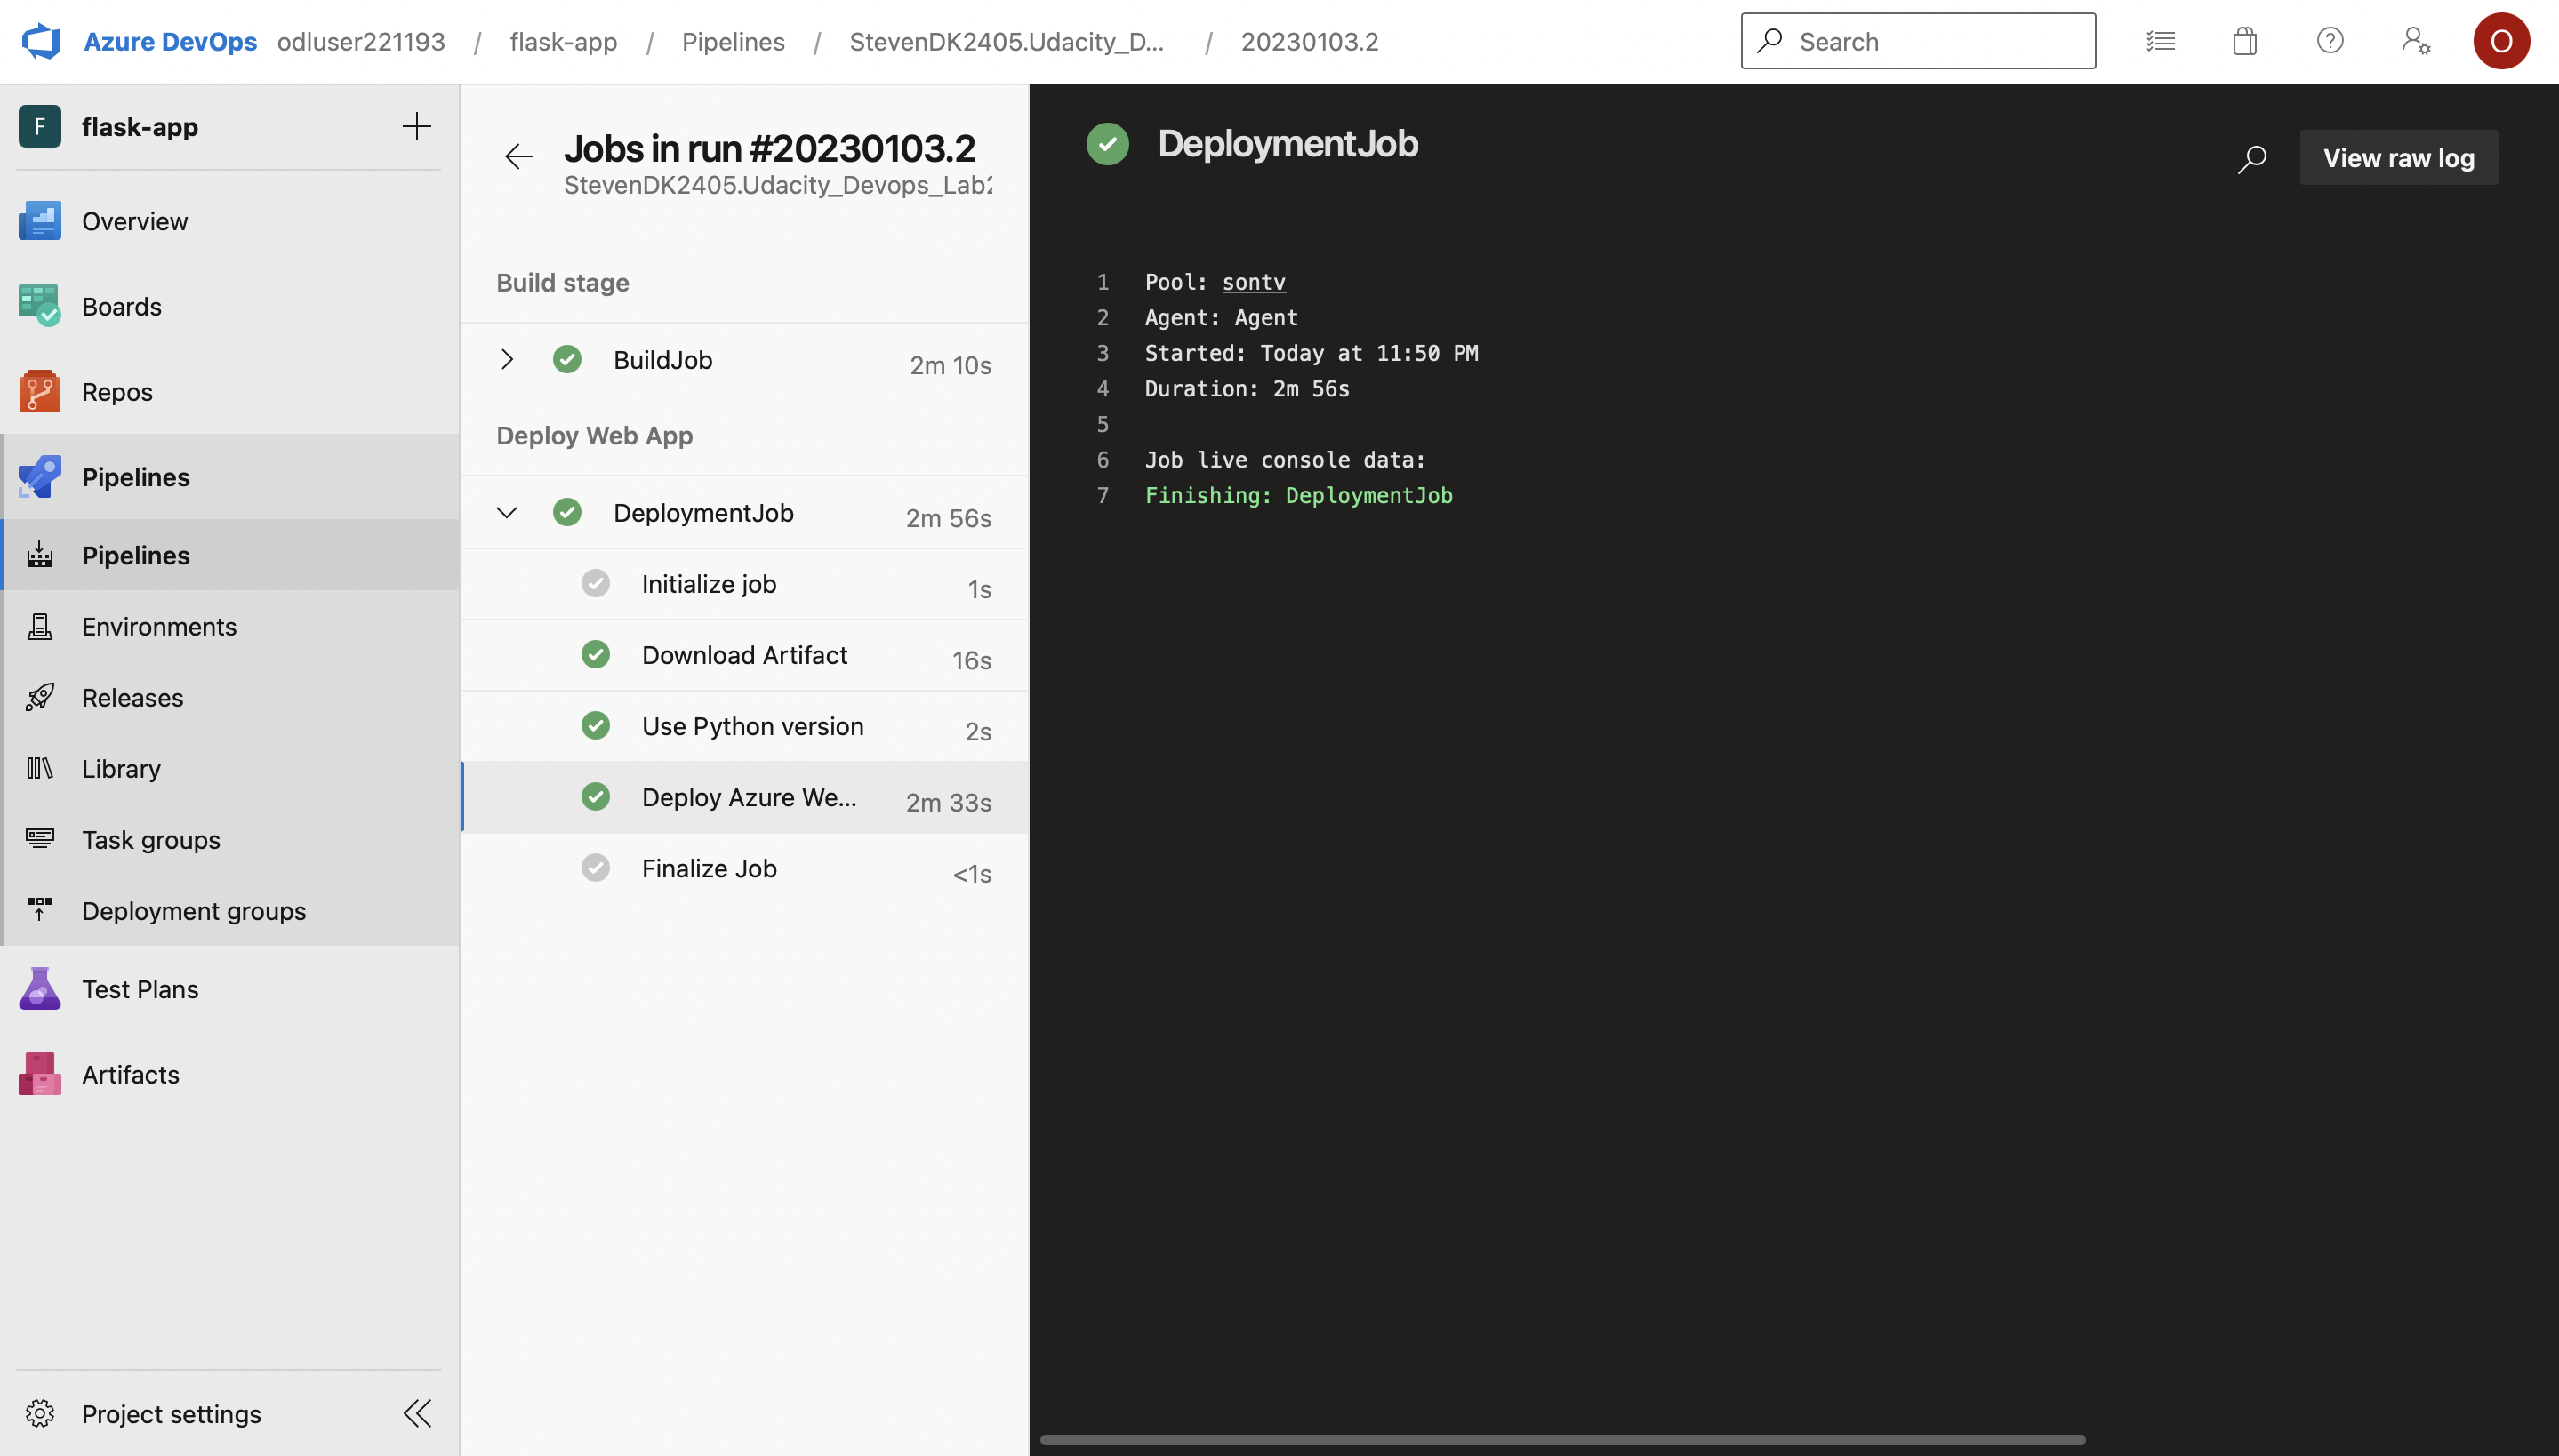 Azure DevOps odluser221193 / flask-app / Pipelines / StevenDK2405.Udacity_D... / 20230103.2
Search
O
F flask-app
Overview
Boards
Repos
Pipelines
Pipelines
Environments
Releases
Library
Task groups
Deployment groups
Test Plans
Artifacts
Project settings
Jobs in run #20230103.2
StevenDK2405.Udacity_Devops_Lab2
Build stage
BuildJob 2m 10s
Deploy Web App
DeploymentJob 2m 56s
Initialize job 1s
Download Artifact 16s
Use Python version 2s
Deploy Azure We... 2m 33s
Finalize Job <1s
DeploymentJob
View raw log
1 Pool: sontv
2 Agent: Agent
3 Started: Today at 11:50 PM
4 Duration: 2m 56s
5
6 Job live console data:
7 Finishing: DeploymentJob